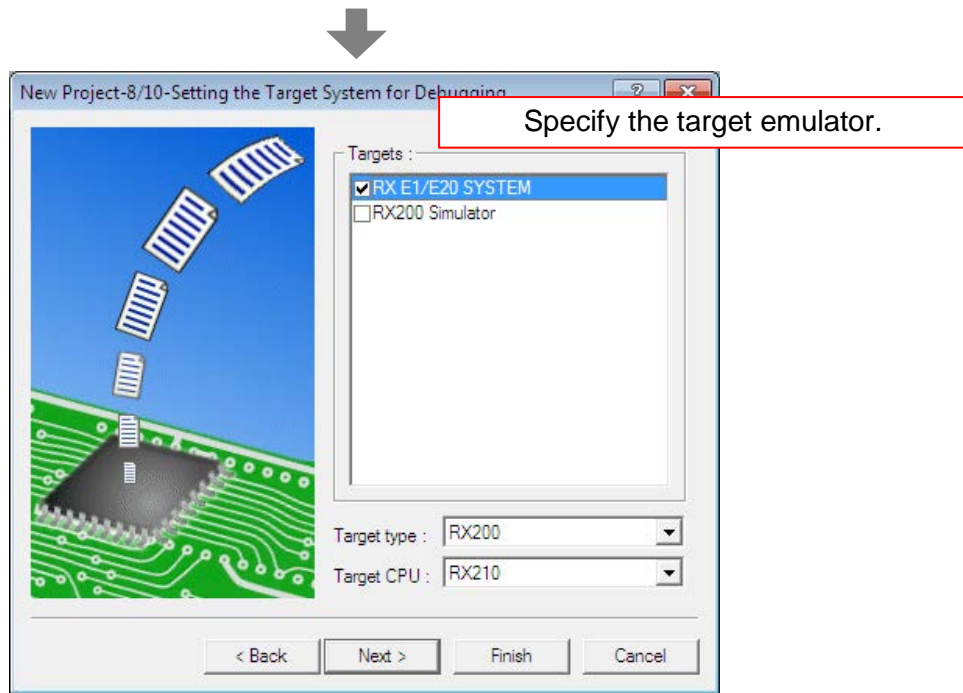 New Project-8/10-Setting the Target System for Debugging
Specify the target emulator.
Targets :
RX E1/E20 SYSTEM
RX200 Simulator
Target type : RX200
Target CPU : RX210
< Back Next > Finish Cancel